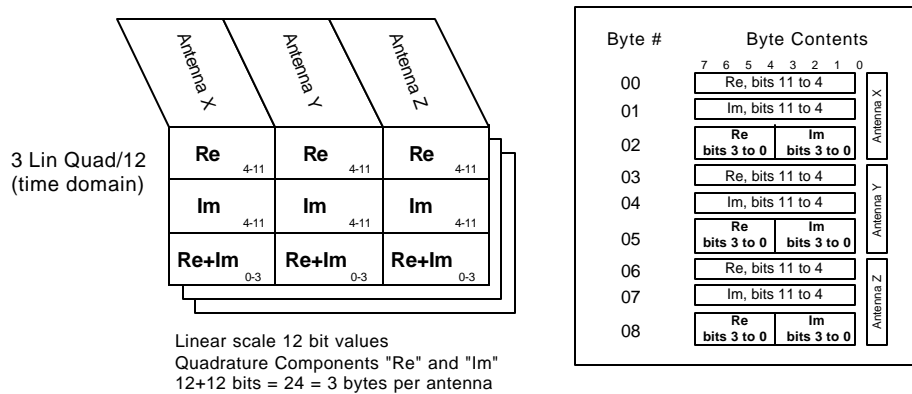 Antenna X
Antenna Y
Antenna Z
3 Lin Quad/12
(time domain)
Re 4-11 Re 4-11 Re 4-11
Im 4-11 Im 4-11 Im 4-11
Re+Im 0-3 Re+Im 0-3 Re+Im 0-3
Linear scale 12 bit values
Quadrature Components "Re" and "Im"
12+12 bits = 24 = 3 bytes per antenna
Byte # Byte Contents
7 6 5 4 3 2 1 0
00 Re, bits 11 to 4
01 Im, bits 11 to 4
02 Re bits 3 to 0 Im bits 3 to 0
Antenna X
03 Re, bits 11 to 4
04 Im, bits 11 to 4
05 Re bits 3 to 0 Im bits 3 to 0
Antenna Y
06 Re, bits 11 to 4
07 Im, bits 11 to 4
08 Re bits 3 to 0 Im bits 3 to 0
Antenna Z